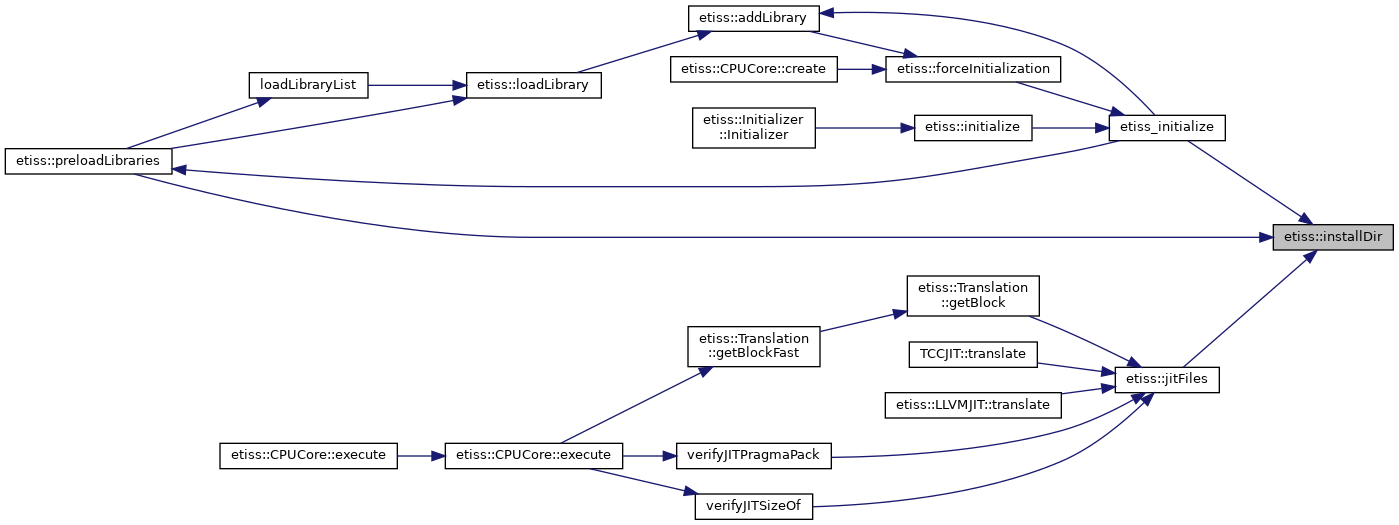 etiss::addLibrary
etiss::CPUCore::create
etiss::forceInitialization
loadLibraryList
etiss::loadLibrary
etiss::Initializer
::Initializer
etiss::initialize
etiss_initialize
etiss::preloadLibraries
etiss::installDir
etiss::Translation
::getBlock
etiss::Translation
::getBlockFast
TCCJIT::translate
etiss::jitFiles
etiss::LLVMJIT::translate
etiss::CPUCore::execute
etiss::CPUCore::execute
verifyJITPragmaPack
verifyJITSizeOf